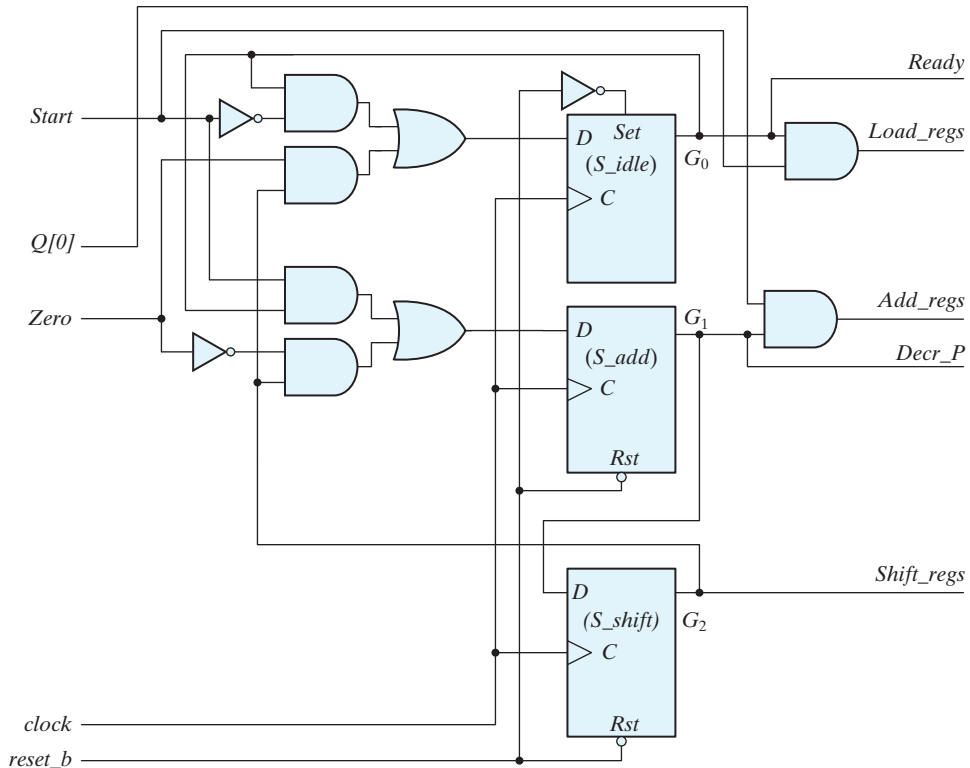 Ready
Start
Set
Load_regs
D
G0
(S_idle)
C
Q[0]
Add_regs
Zero
G1
D
(S_add)
Decr_P
C
Rst
Shift_regs
D
(S_shift)
G2
C
clock
Rst
reset_b